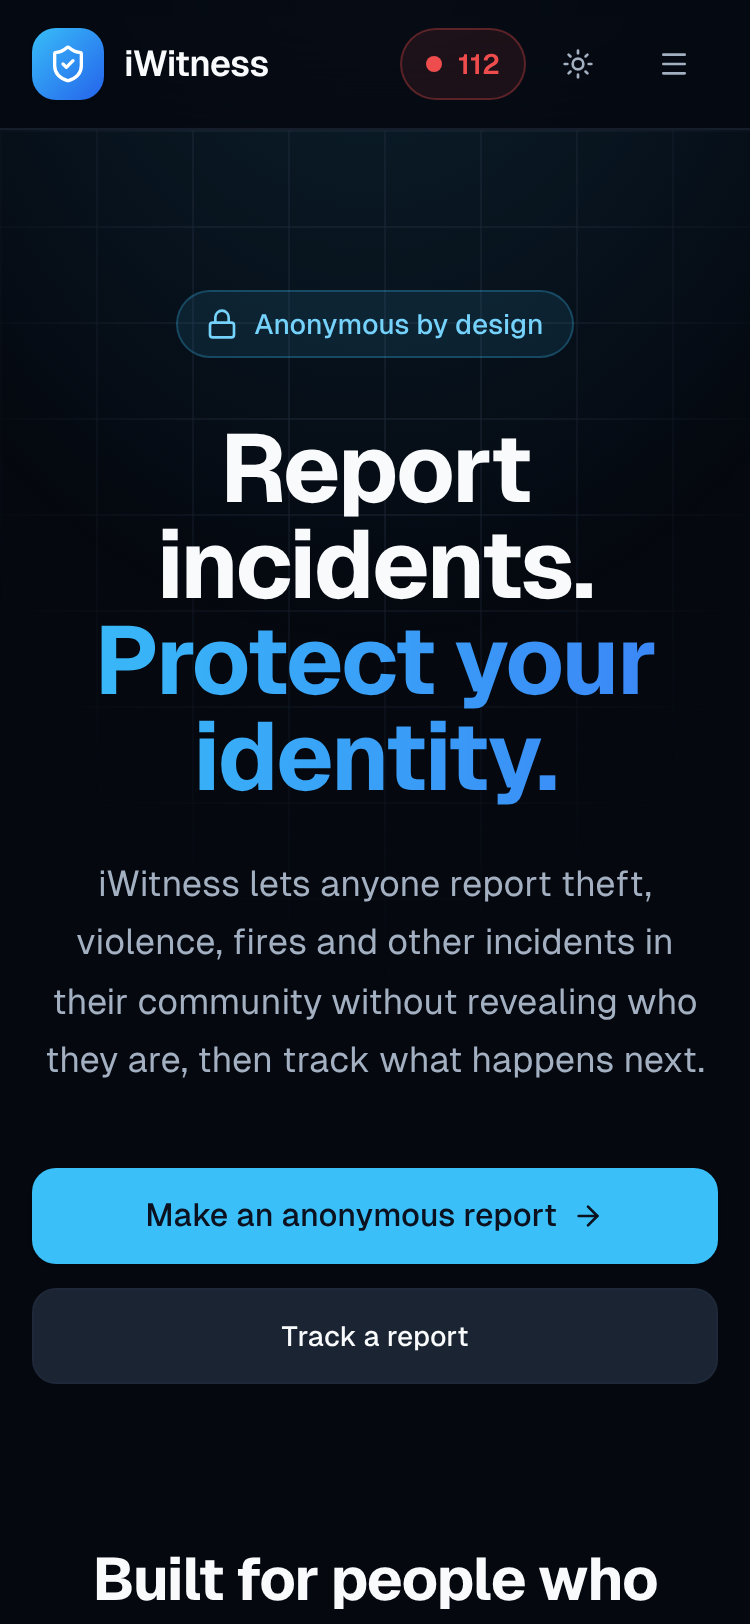 iWitness
112
Anonymous by design
Report
incidents.
Protect your
identity.
iWitness lets anyone report theft,
violence, fires and other incidents in
their community without revealing who
they are, then track what happens next.
Make an anonymous report →
Track a report
Built for people who